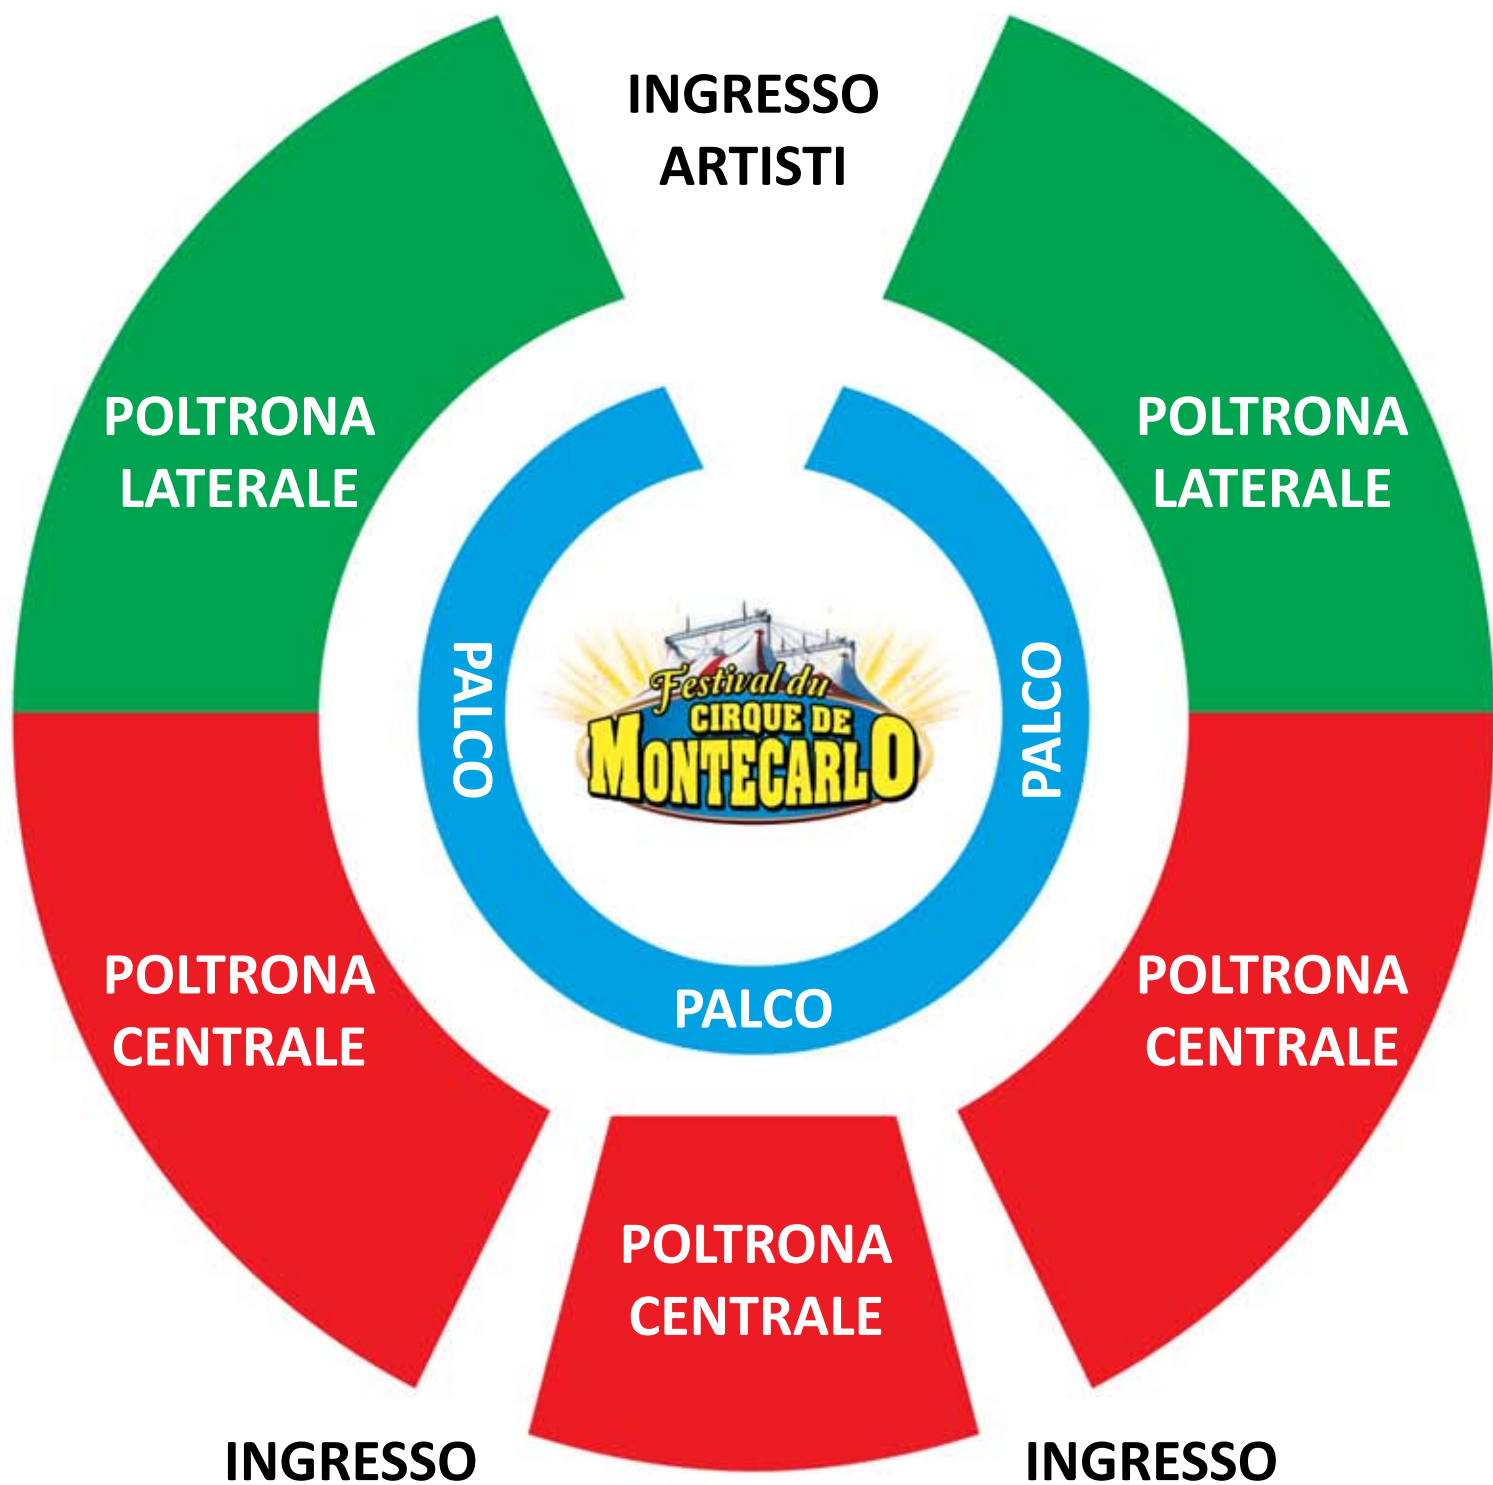 INGRESSO
ARTISTI
POLTRONA
LATERALE
POLTRONA
LATERALE
PALCO
Festival du
CIRQUE DE
MONTECARLO
PALCO
POLTRONA
CENTRALE
PALCO
POLTRONA
CENTRALE
POLTRONA
CENTRALE
INGRESSO
INGRESSO